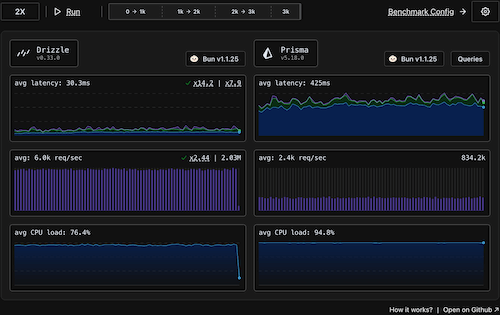 2X Run 0 → 1k 1k → 2k 2k → 3k 3k Benchmark Config →
Drizzle
v0.33.0
Bun v1.1.25
Prisma
v5.18.0
Bun v1.1.25 Queries
avg latency: 30.3ms ✓ x14.2 | x7.9
avg latency: 425ms
avg: 6.0k req/sec ✓ x2.44 | 2.03M
avg: 2.4k req/sec 834.2k
avg CPU load: 76.4%
avg CPU load: 94.8%
How it works? | Open on Github ↗